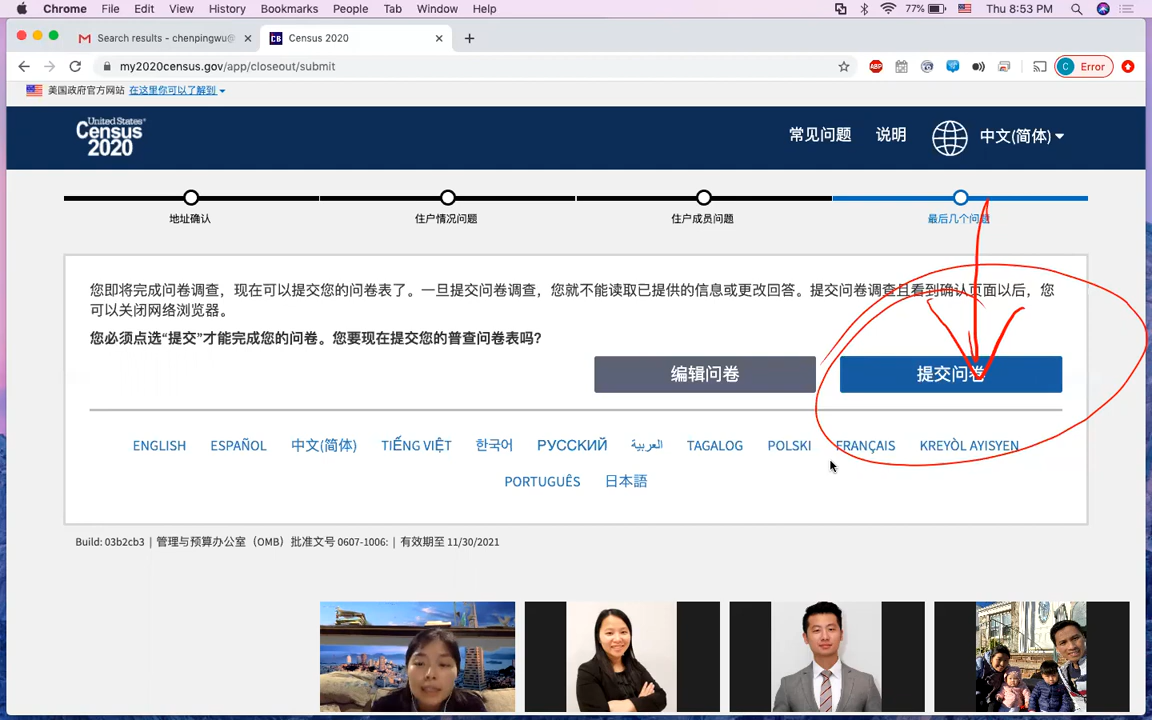 Chrome File Edit View History Bookmarks People Tab Window Help 77% Thu 8:53 PM
Search results - chenpingwu@ Census 2020
my2020census.gov/app/closeout/submit ABP C Error
美国政府官方网站 在这里你可以了解到
United States®
Census
2020
常见问题 说明 中文(简体)
地址确认 住户情况问题 住户成员问题 最后几个问题
您即将完成问卷调查，现在可以提交您的问卷表了。一旦提交问卷调查，您就不能读取已提供的信息或更改回答。提交问卷调查且看到确认页面以后，您
可以关闭网络浏览器。
您必须点选“提交”才能完成您的问卷。您要现在提交您的普查问卷表吗?
编辑问卷 提交问卷
ENGLISH ESPAÑOL 中文(简体) TIẾNG VIỆT 한국어 РУССКИЙ العربية TAGALOG POLSKI FRANÇAIS KREYÒL AYISYEN
PORTUGUÊS 日本語
Build: 03b2cb3 | 管理与预算办公室（OMB）批准文号 0607-1006: | 有效期至 11/30/2021